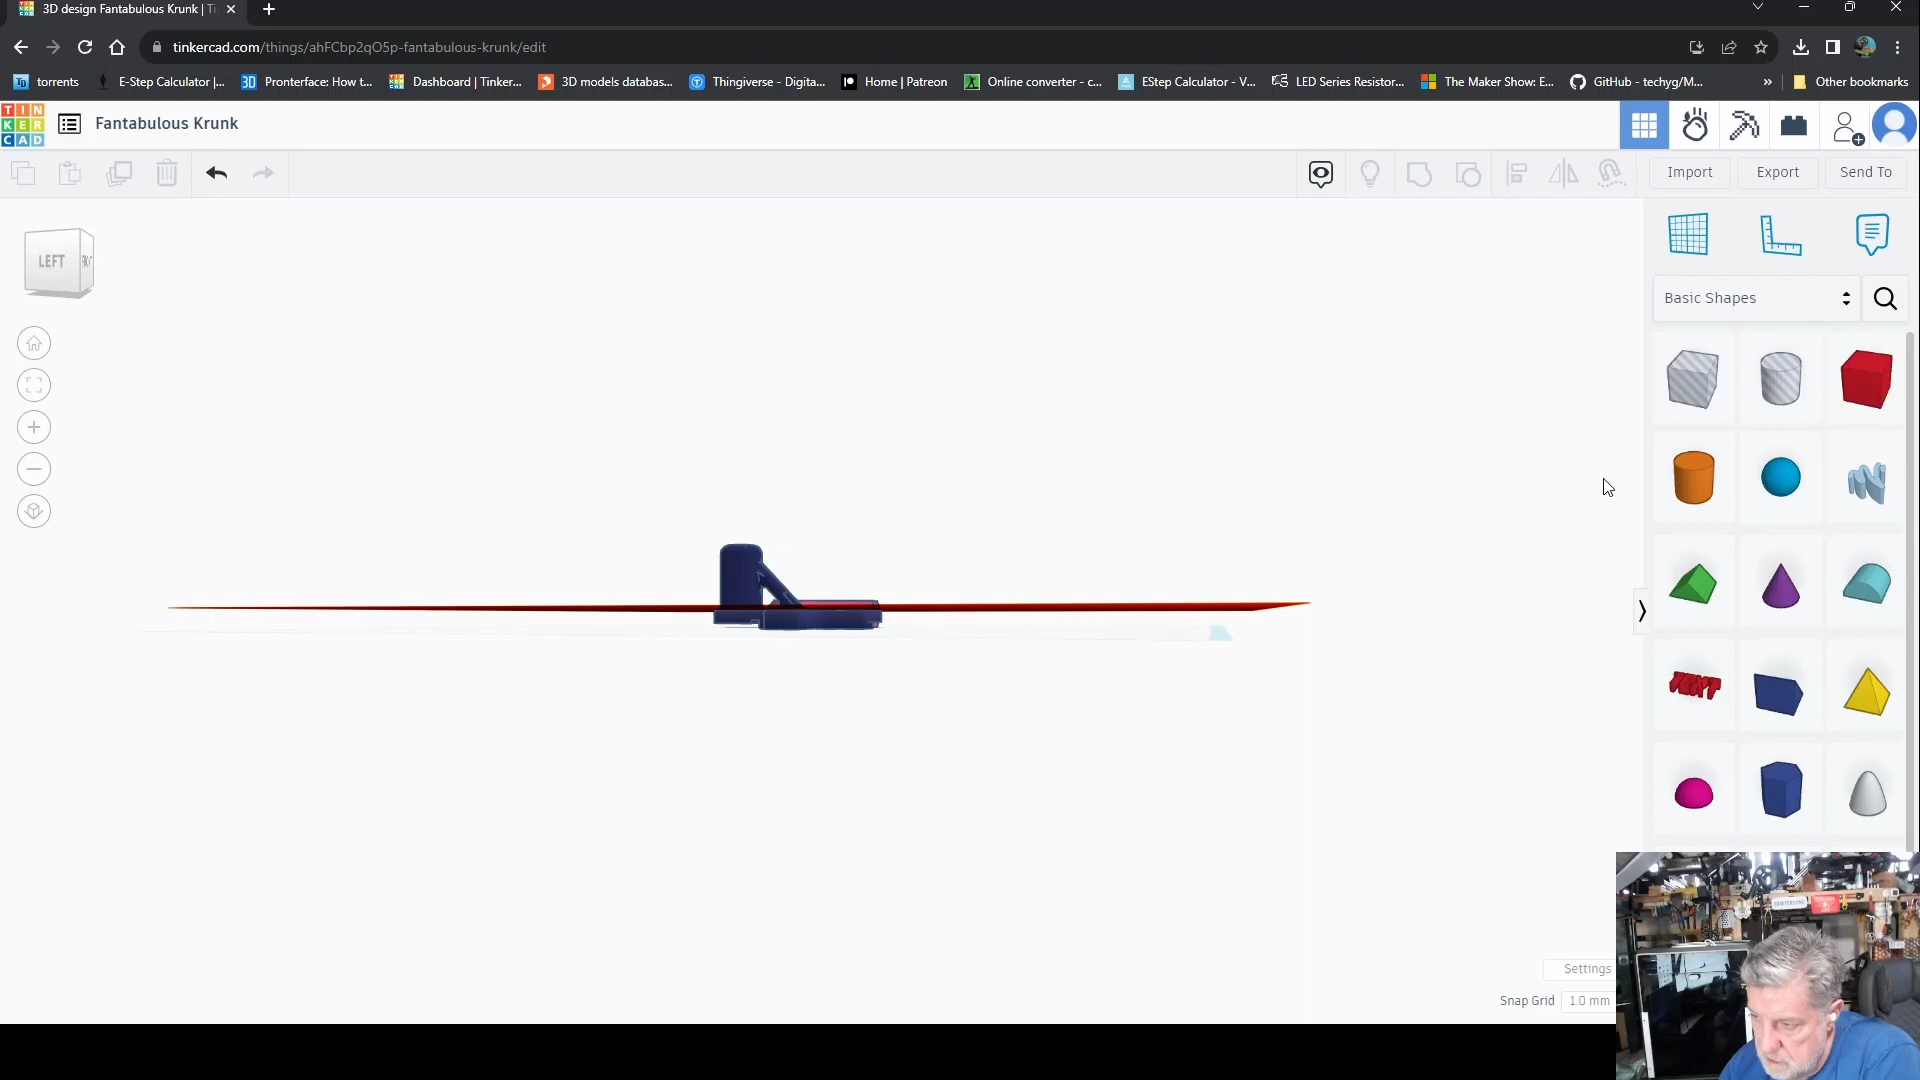 3D design Fantabulous Krunk | Ti
tinkercad.com/things/ahFCbp2qO5p-fantabulous-krunk/edit
torrents
E-Step Calculator |...
Pronterface: How t...
Dashboard | Tinker...
3D models databas...
Thingiverse - Digita...
Home | Patreon
Online converter - c...
EStep Calculator - V...
LED Series Resistor...
The Maker Show: E...
GitHub - techyg/M...
»
Other bookmarks
TIN
KER
CAD
Fantabulous Krunk
Import
Export
Send To
LEFT
Basic Shapes
TEXT
Settings
Snap Grid
1.0 mm